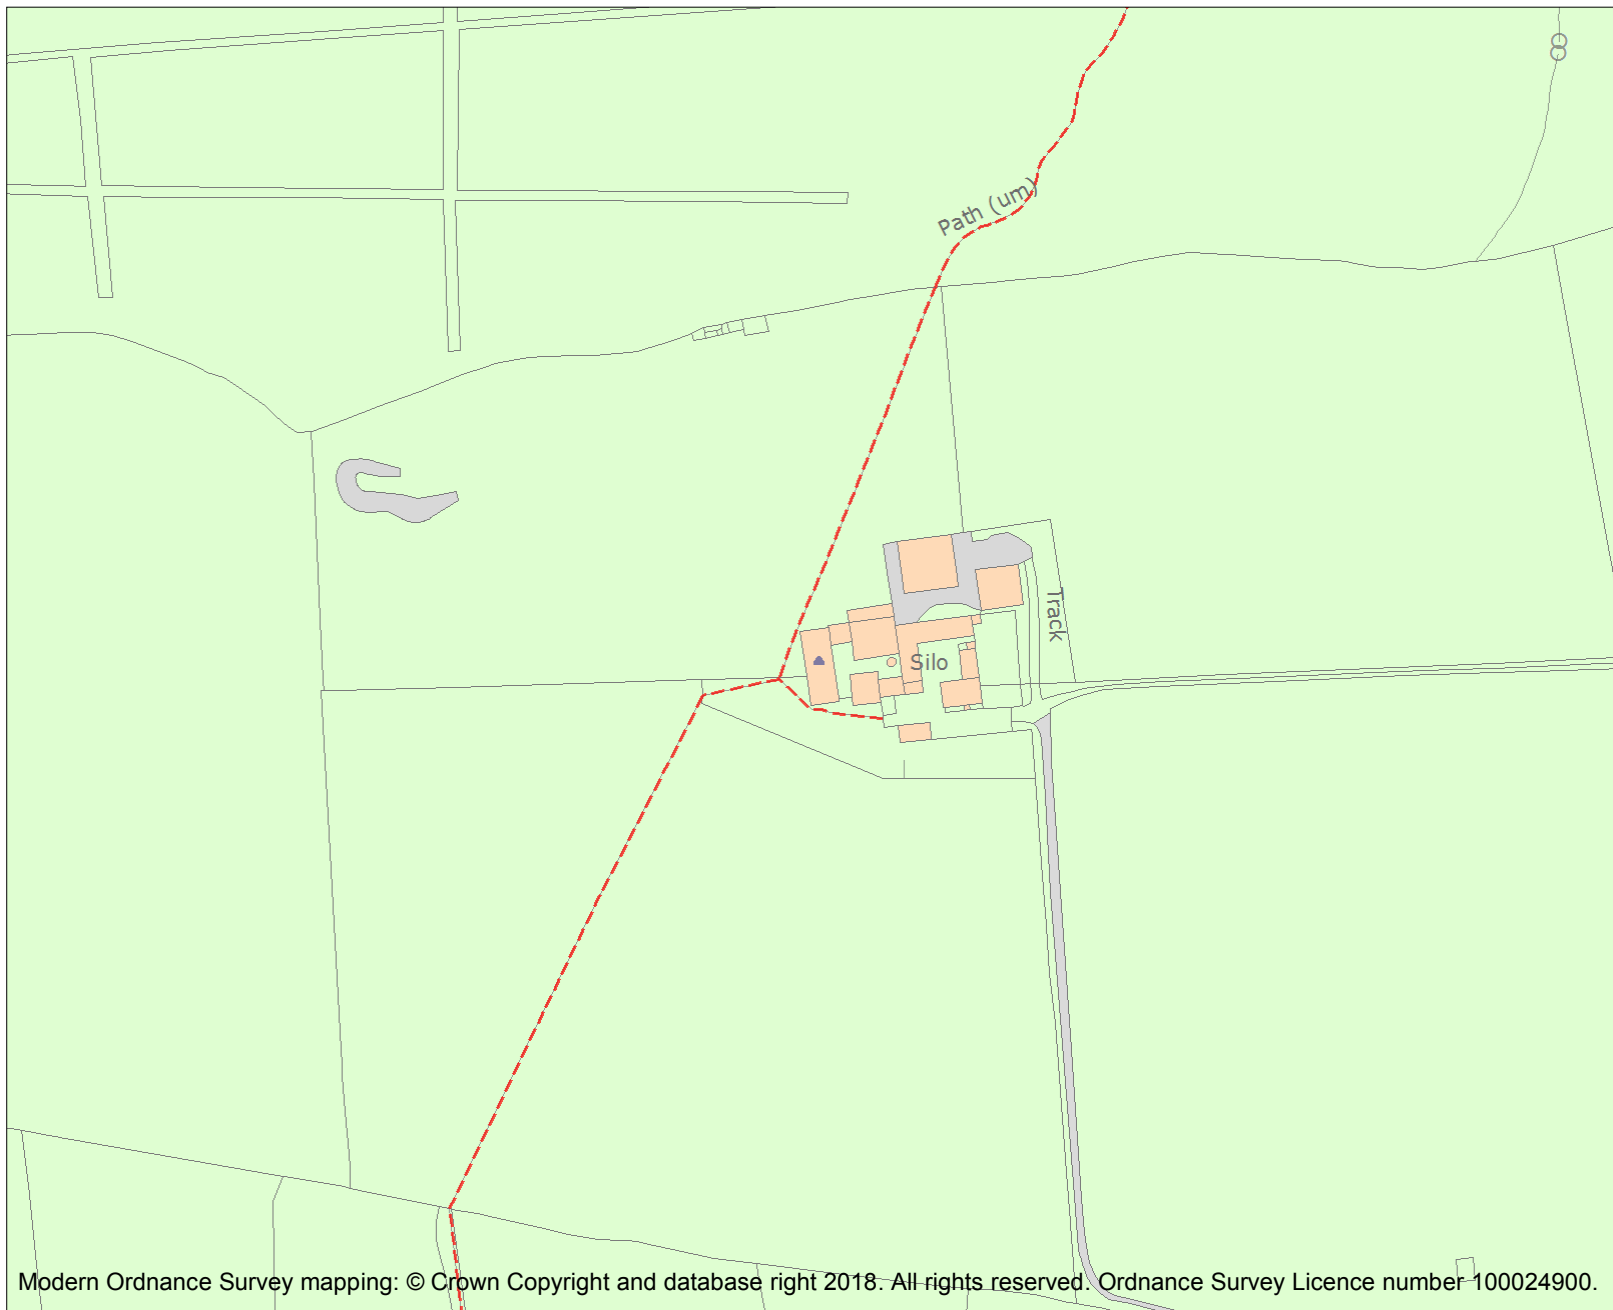 Path (um)
Track
Silo
Modern Ordnance Survey mapping: © Crown Copyright and database right 2018. All rights reserved. Ordnance Survey Licence number 100024900.